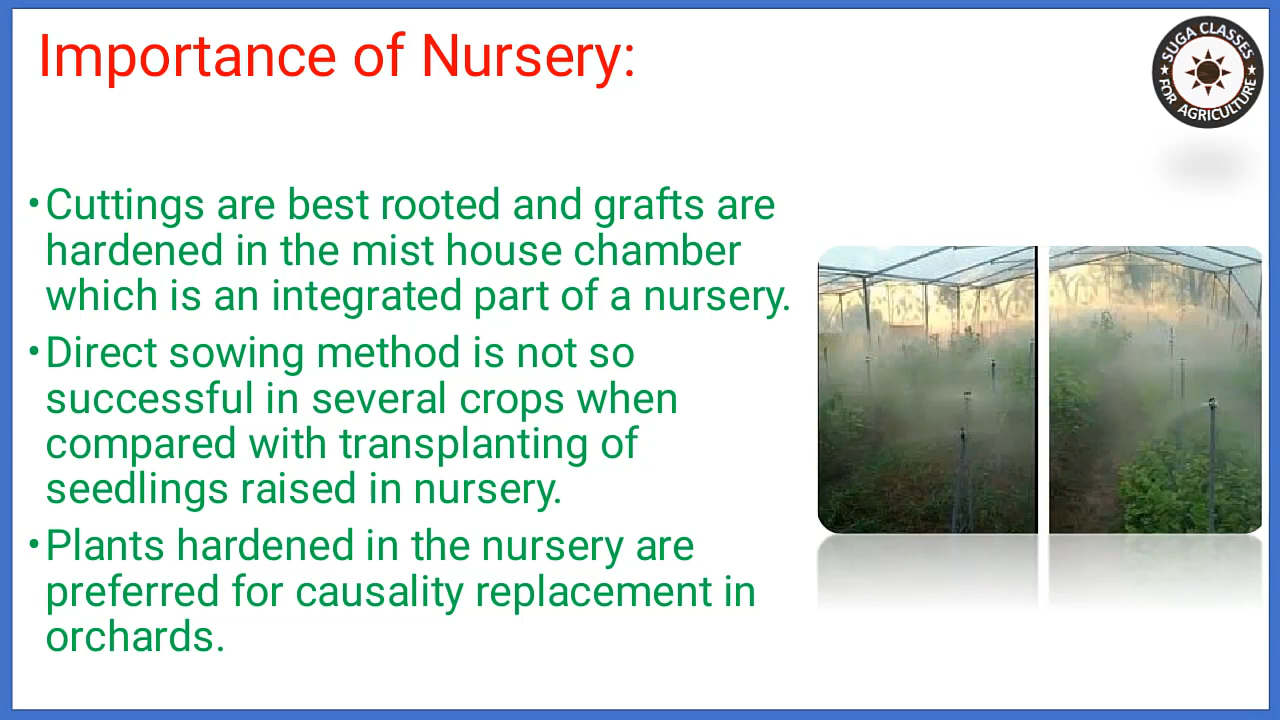 Importance of Nursery:
SUGA CLASSES
FOR AGRICULTURE
•Cuttings are best rooted and grafts are
hardened in the mist house chamber
which is an integrated part of a nursery.
•Direct sowing method is not so
successful in several crops when
compared with transplanting of
seedlings raised in nursery.
•Plants hardened in the nursery are
preferred for causality replacement in
orchards.